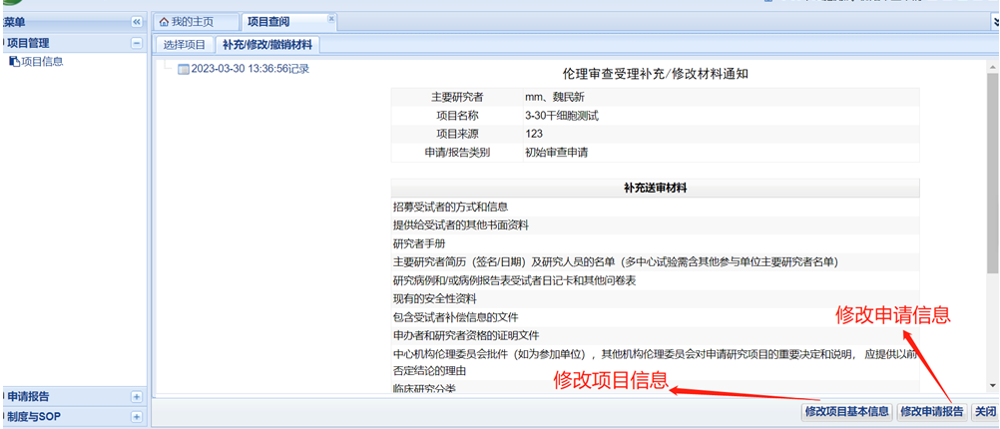 菜单
我的主页
项目查阅
项目管理
选择项目
补充/修改/撤销材料
项目信息
2023-03-30 13:36:56记录
伦理审查受理补充/修改材料通知
主要研究者 mm、魏民新
项目名称 3-30干细胞测试
项目来源 123
申请/报告类别 初始审查申请
补充送审材料
招募受试者的方式和信息
提供给受试者的其他书面资料
研究者手册
主要研究者简历（签名/日期）及研究人员的名单（多中心试验需含其他参与单位主要研究者名单）
研究病例和/或病例报告表受试者日记卡和其他问卷表
现有的安全性资料
包含受试者补偿信息的文件
修改申请信息
申办者和研究者资格的证明文件
中心机构伦理委员会批件（如为参加单位），其他机构伦理委员会对申请研究项目的重要决定和说明， 应提供以前
否定结论的理由
修改项目信息
临床研究分类
申请报告
制度与SOP
修改项目基本信息
修改申请报告
关闭